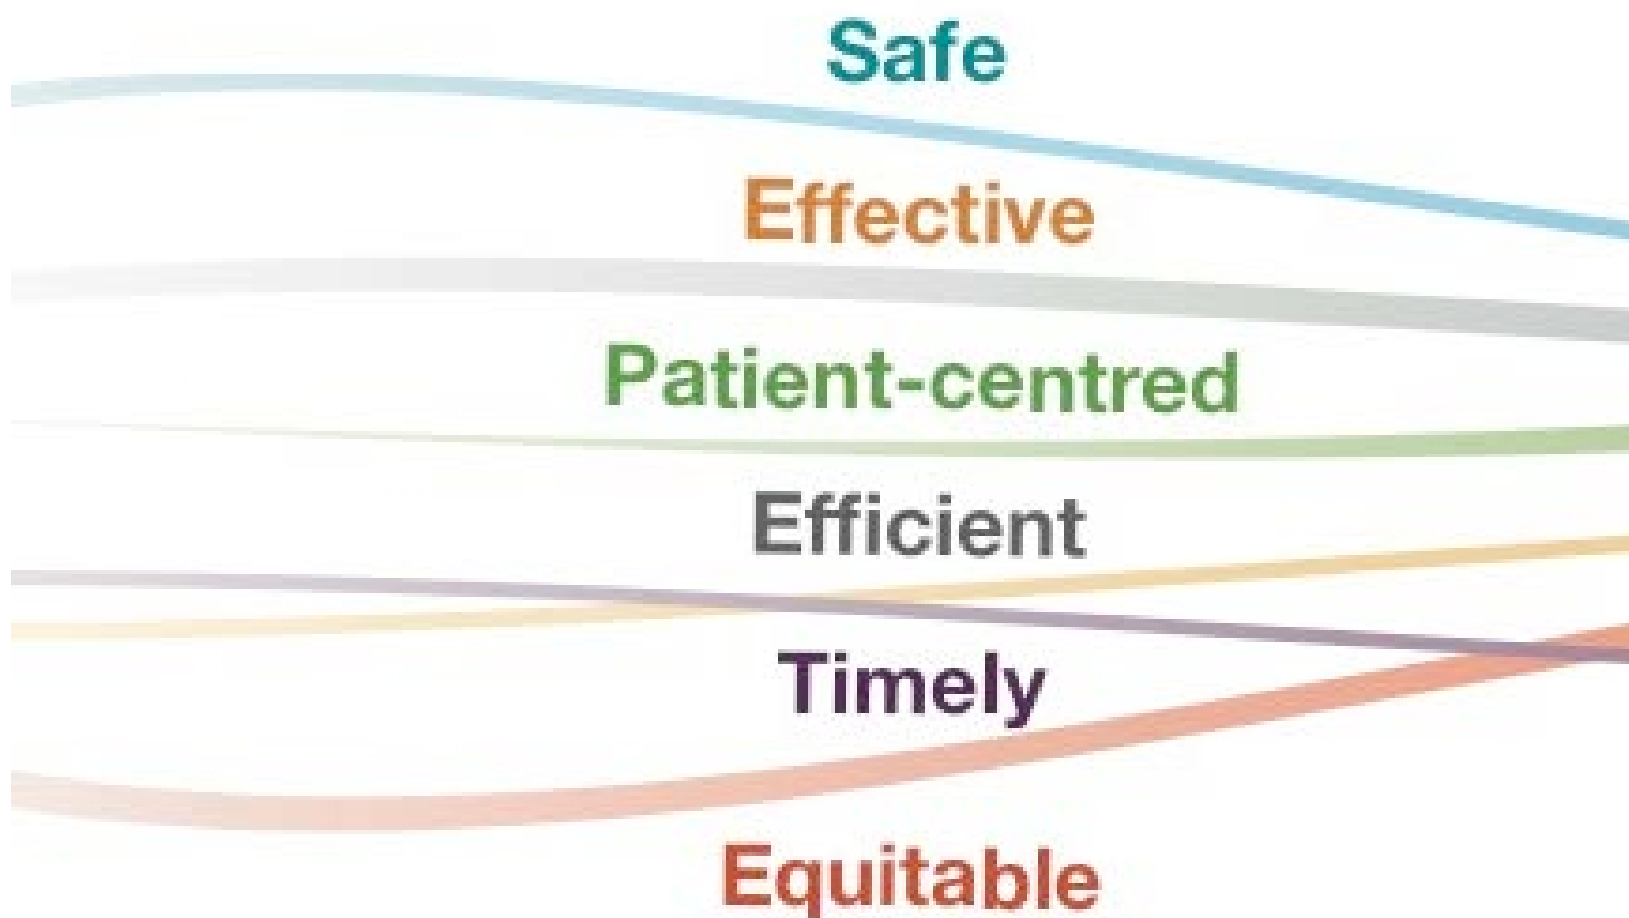 Safe
Effective
Patient-centred
Efficient
Timely
Equitable